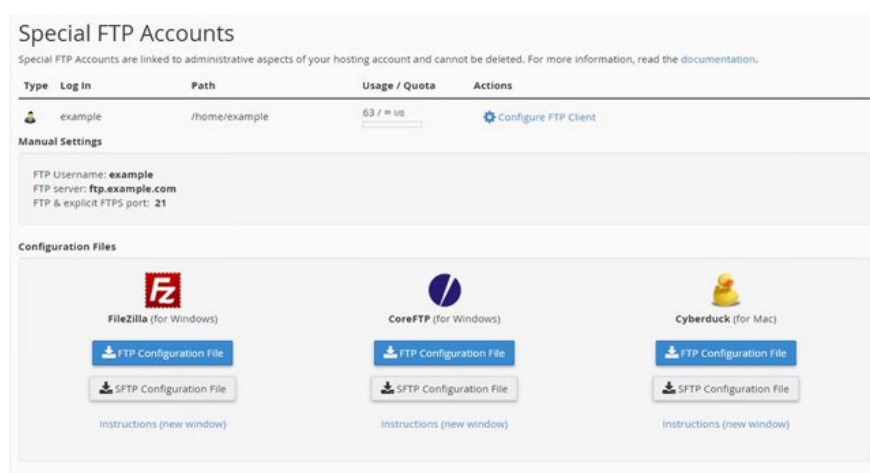 Special FTP Accounts
Special FTP Accounts are linked to administrative aspects of your hosting account and cannot be deleted. For more information, read the documentation.
Type Log In Path Usage / Quota Actions
example /home/example 63 / ∞ MB Configure FTP Client
Manual Settings
FTP Username: example
FTP server: ftp.example.com
FTP & explicit FTPS port: 21
Configuration Files
Fz
FileZilla (for Windows) CoreFTP (for Windows) Cyberduck (for Mac)
FTP Configuration File FTP Configuration File FTP Configuration File
SFTP Configuration File SFTP Configuration File SFTP Configuration File
Instructions (new window) Instructions (new window) Instructions (new window)